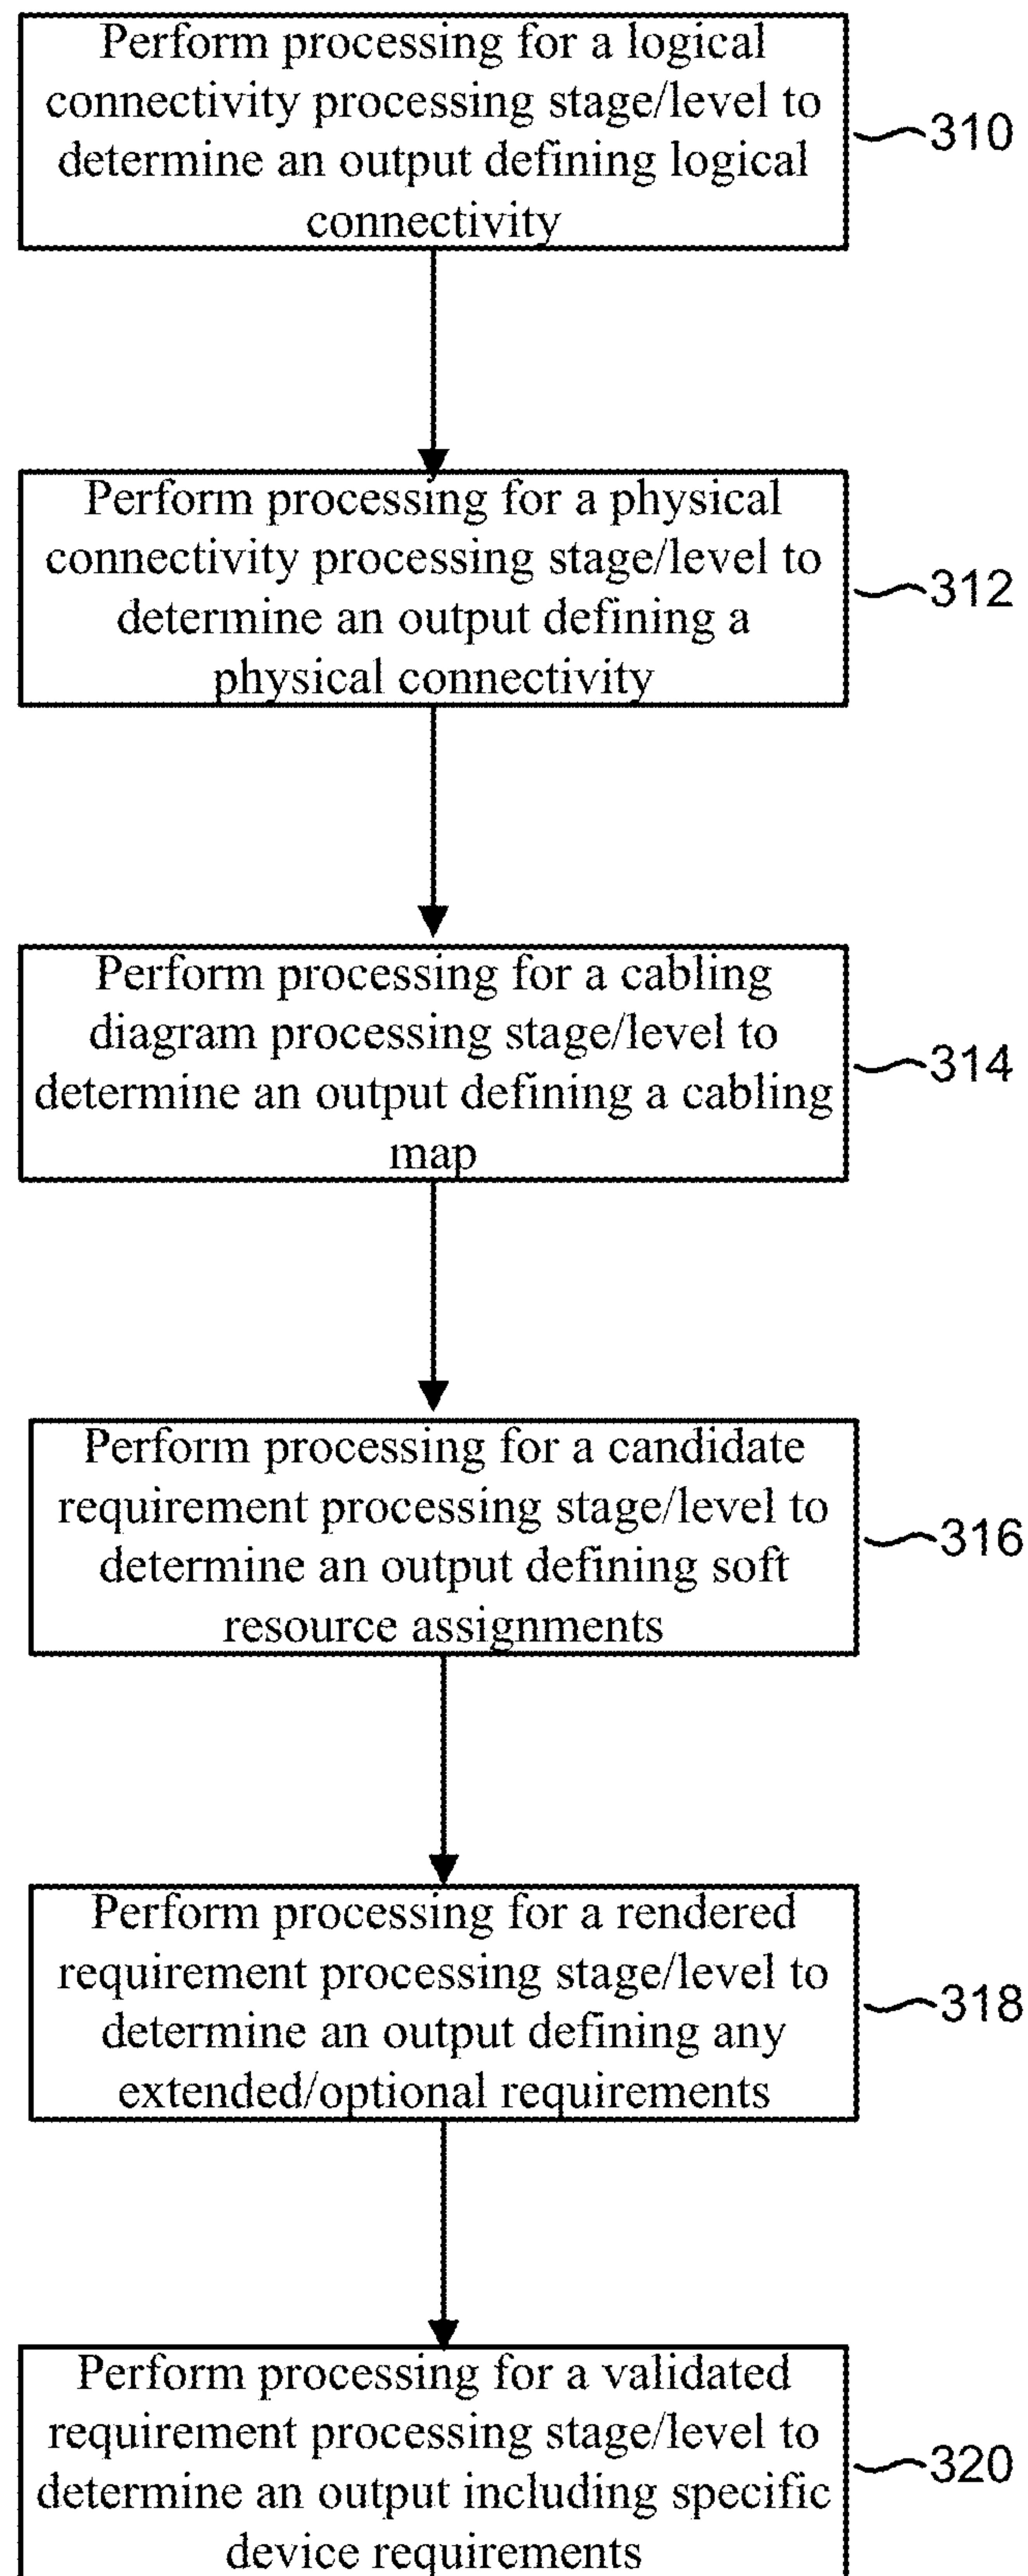 Perform processing for a logical
connectivity processing stage/level to
determine an output defining logical
connectivity
310
Perform processing for a physical
connectivity processing stage/level to
determine an output defining a
physical connectivity
312
Perform processing for a cabling
diagram processing stage/level to
determine an output defining a cabling
map
314
Perform processing for a candidate
requirement processing stage/level to
determine an output defining soft
resource assignments
316
Perform processing for a rendered
requirement processing stage/level to
determine an output defining any
extended/optional requirements
318
Perform processing for a validated
requirement processing stage/level to
determine an output including specific
device requirements
320